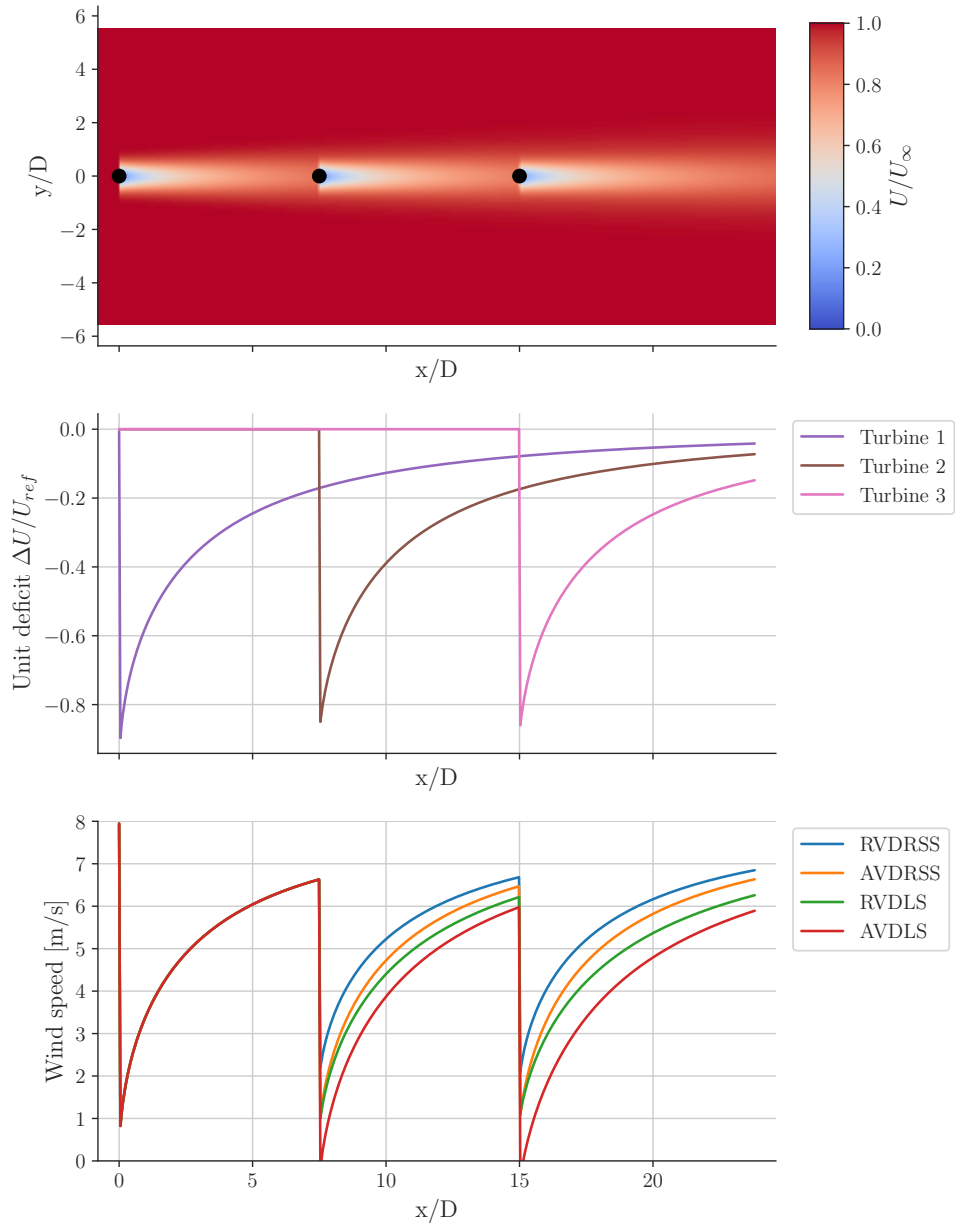 6
4
2
0
−2
−4
−6
y/D
x/D
1.0
0.8
0.6
0.4
0.2
0.0
U/U∞
0.0
−0.2
−0.4
−0.6
−0.8
Unit deficit ΔU/U_ref
x/D
Turbine 1
Turbine 2
Turbine 3
8
7
6
5
4
3
2
1
0
Wind speed [m/s]
0 5 10 15 20
x/D
RVDRSS
AVDRSS
RVDLS
AVDLS